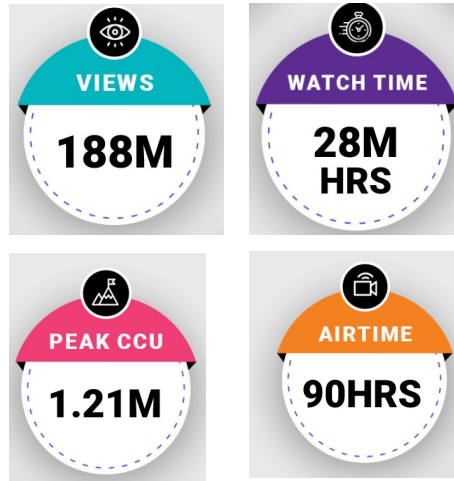 VIEWS
188M
WATCH TIME
28M
HRS
PEAK CCU
1.21M
AIRTIME
90HRS